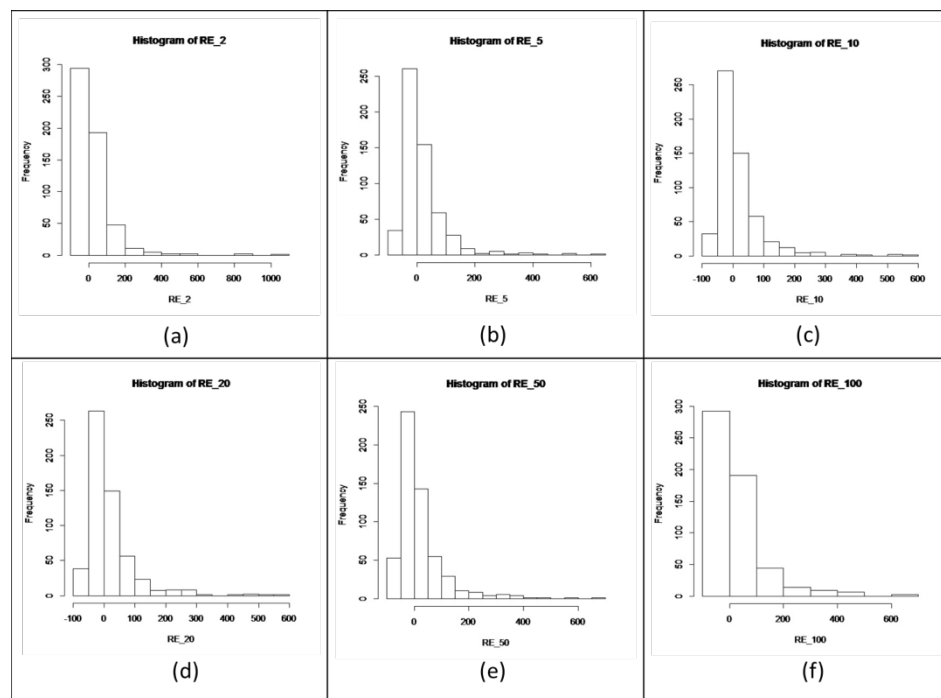 Histogram of RE_2
Frequency
0 50 100 150 200 250 300
0 200 400 600 800 1000
RE_2
(a)
Histogram of RE_5
Frequency
0 50 100 150 200 250
0 200 400 600
RE_5
(b)
Histogram of RE_10
Frequency
0 50 100 150 200 250
-100 0 100 200 300 400 500 600
RE_10
(c)
Histogram of RE_20
Frequency
0 50 100 150 200 250
-100 0 100 200 300 400 500 600
RE_20
(d)
Histogram of RE_50
Frequency
0 50 100 150 200 250
0 200 400 600
RE_50
(e)
Histogram of RE_100
Frequency
0 50 100 150 200 250 300
0 200 400 600
RE_100
(f)